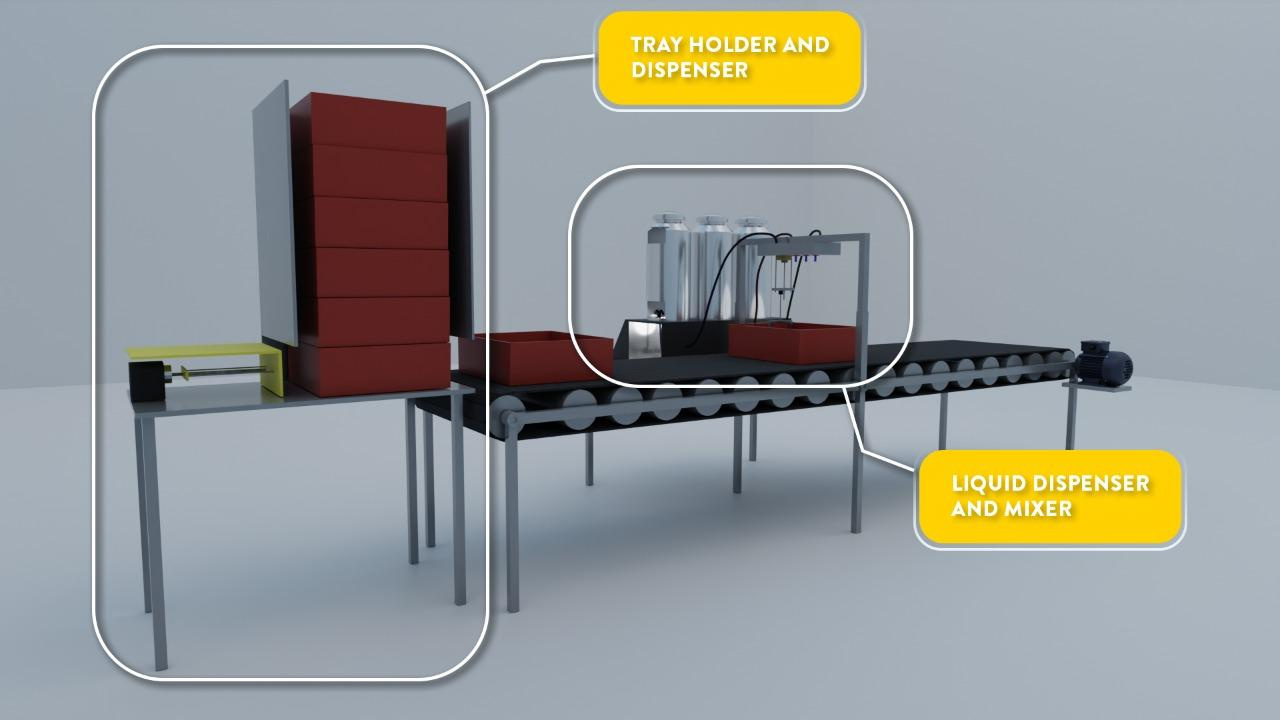 TRAY HOLDER AND
DISPENSER
LIQUID DISPENSER
AND MIXER